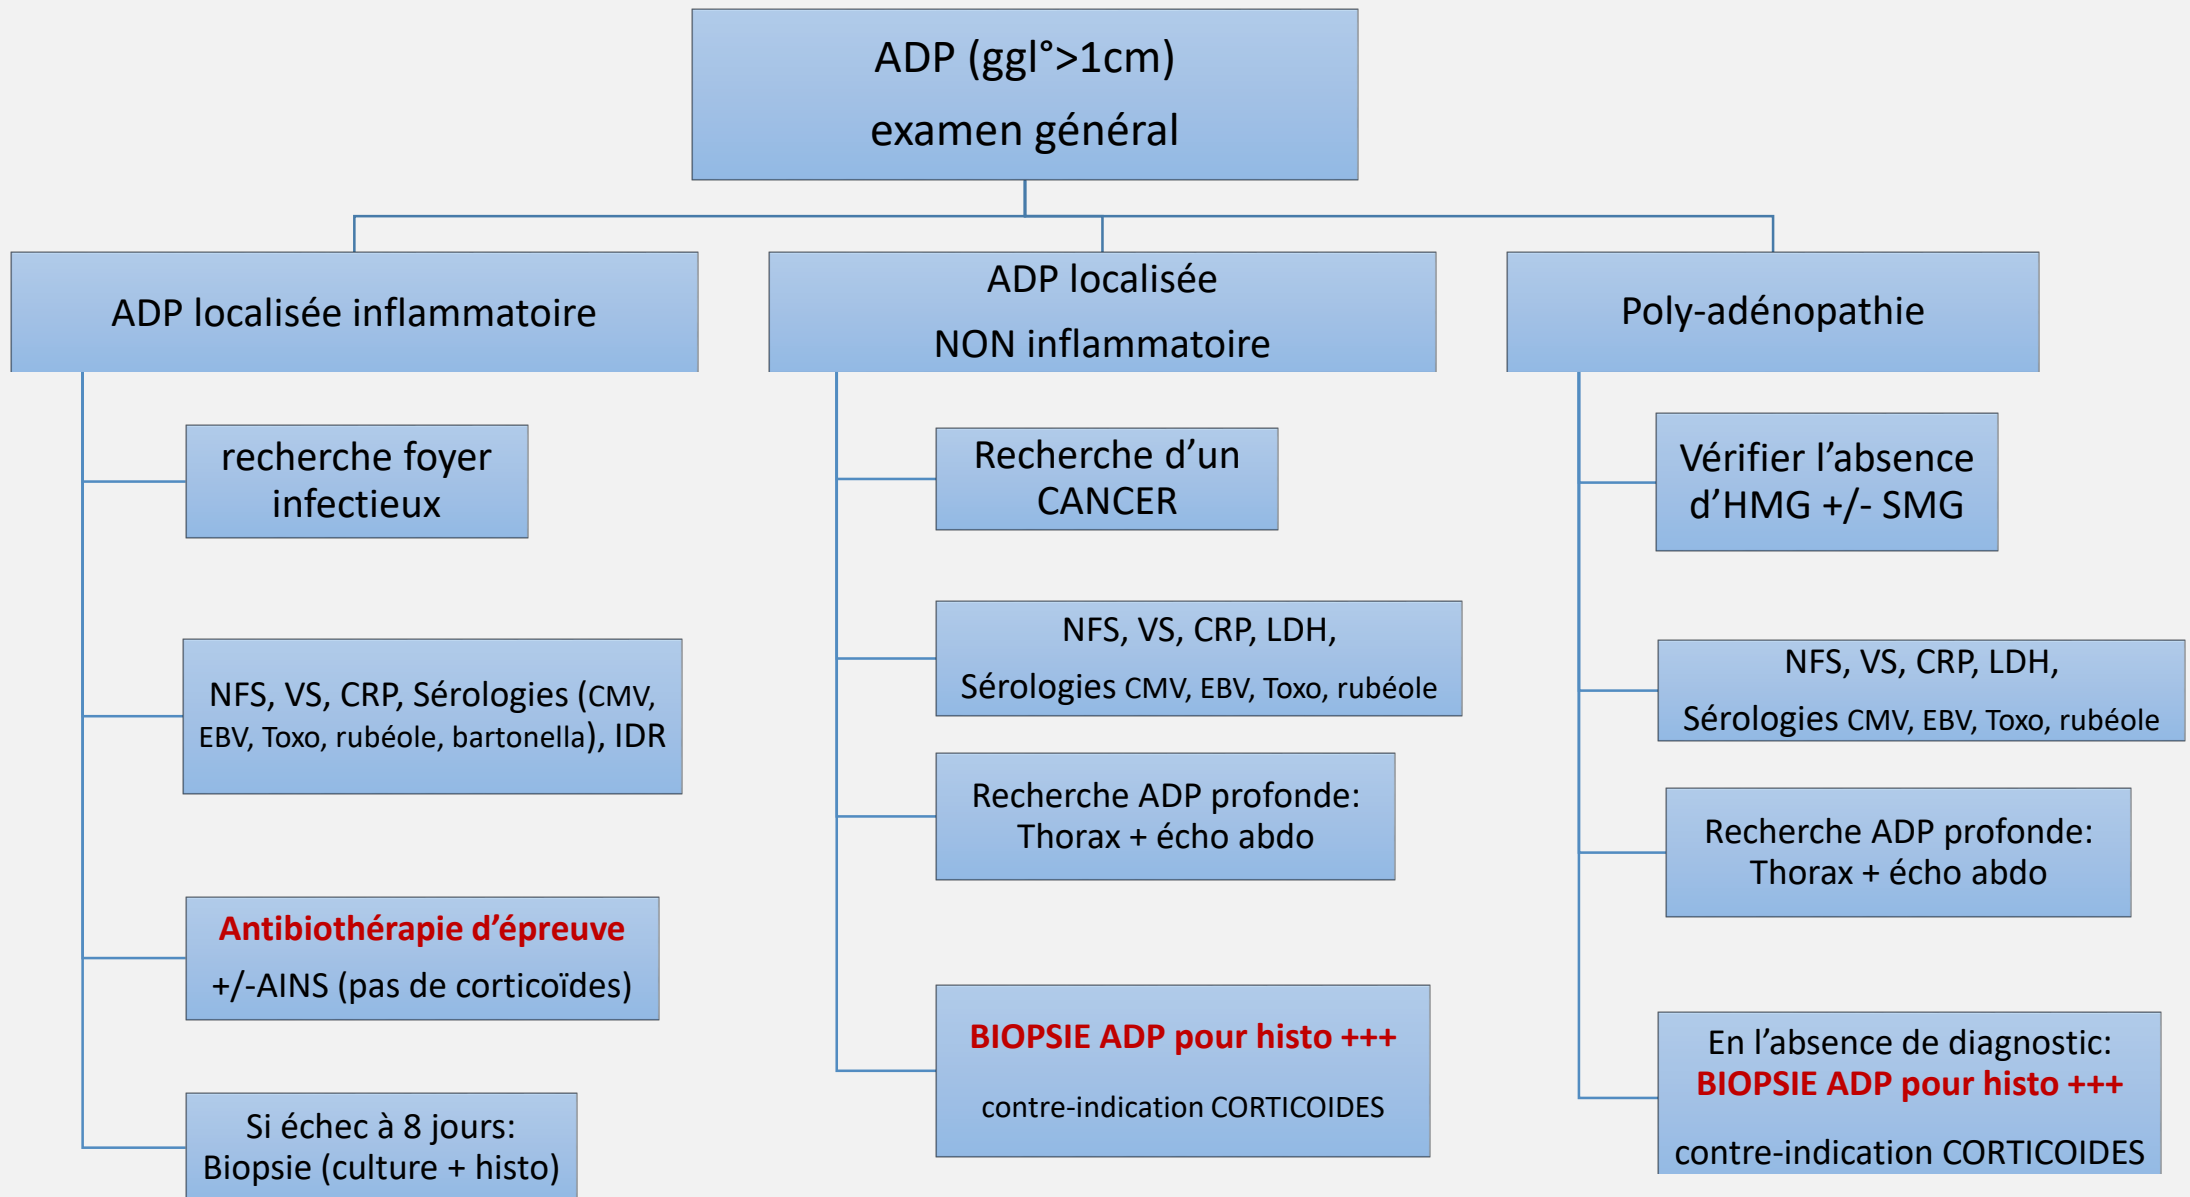 ADP (ggl°>1cm)
examen général
ADP localisée inflammatoire
recherche foyer
infectieux
NFS, VS, CRP, Sérologies (CMV,
EBV, Toxo, rubéole, bartonella), IDR
Antibiothérapie d’épreuve
+/-AINS (pas de corticoïdes)
Si échec à 8 jours:
Biopsie (culture + histo)
ADP localisée
NON inflammatoire
Recherche d’un
CANCER
NFS, VS, CRP, LDH,
Sérologies CMV, EBV, Toxo, rubéole
Recherche ADP profonde:
Thorax + écho abdo
BIOPSIE ADP pour histo +++
contre-indication CORTICOIDES
Poly-adénopathie
Vérifier l’absence
d’HMG +/- SMG
NFS, VS, CRP, LDH,
Sérologies CMV, EBV, Toxo, rubéole
Recherche ADP profonde:
Thorax + écho abdo
En l’absence de diagnostic:
BIOPSIE ADP pour histo +++
contre-indication CORTICOIDES